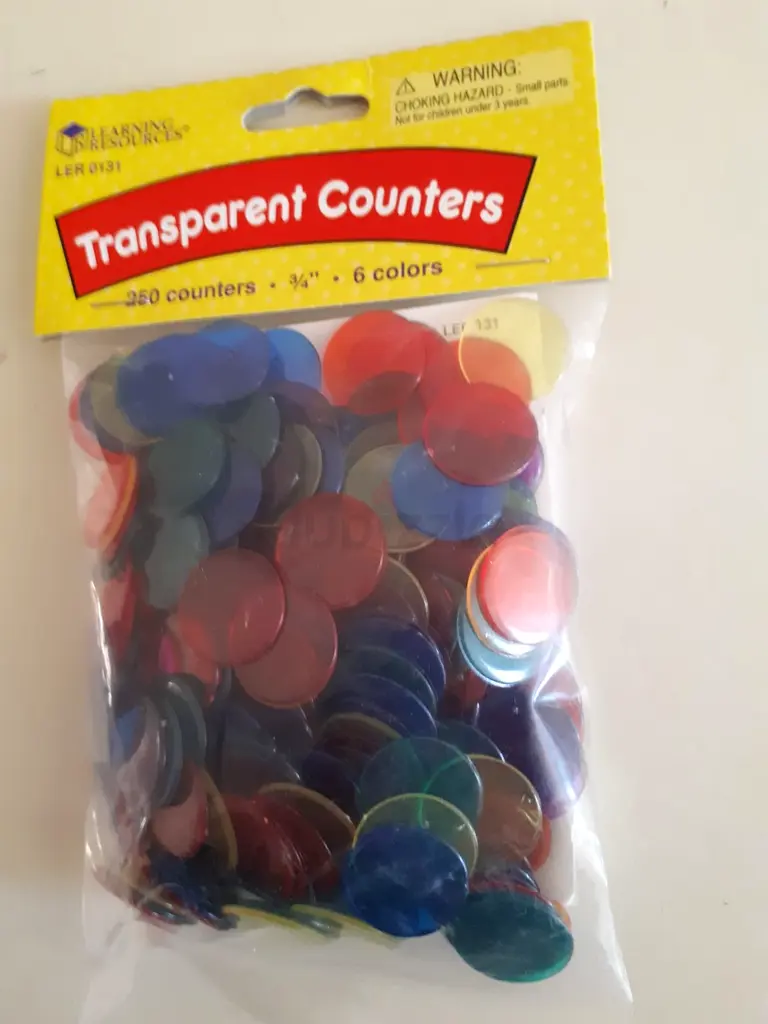 WARNING:
CHOKING HAZARD - Small parts.
Not for children under 3 years.
LEARNING
RESOURCES®
LER 0131
Transparent Counters
250 counters • ¾" • 6 colors
LER 131